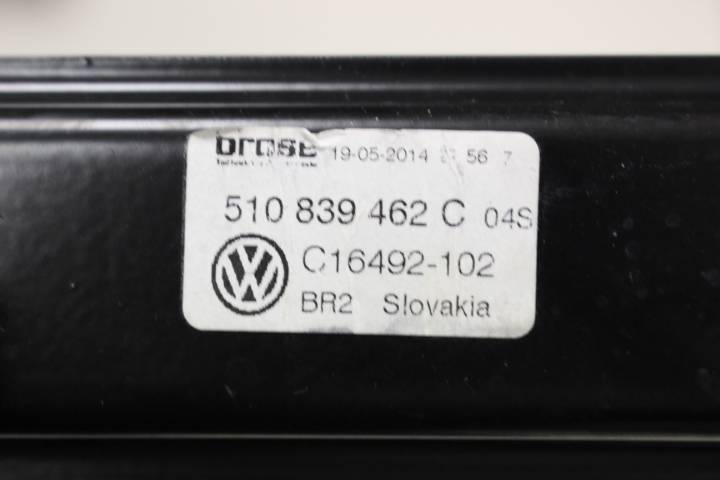 brose 19-05-2014 56 7
510 839 462 C 04S
C16492-102
BR2 Slovakia